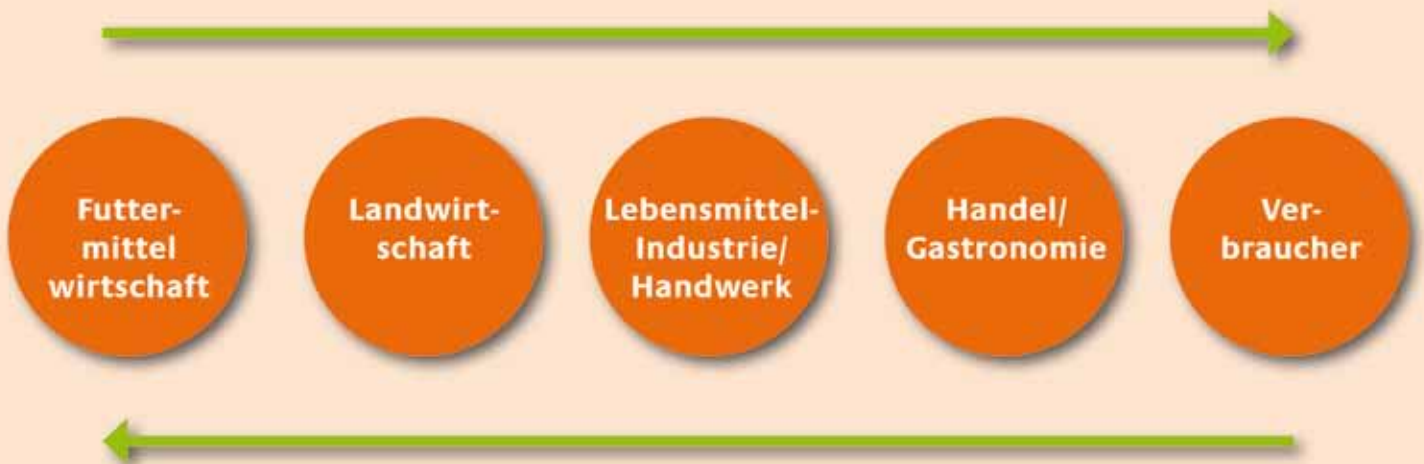 Futter-
mittel
wirtschaft
Landwirt-
schaft
Lebensmittel-
Industrie/
Handwerk
Handel/
Gastronomie
Ver-
braucher